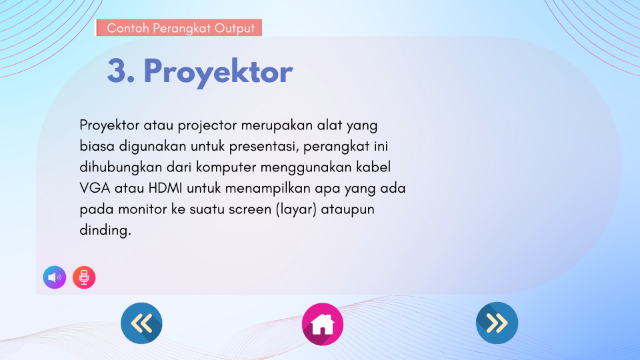 Contoh Perangkat Output
3. Proyektor
Proyektor atau projector merupakan alat yang
biasa digunakan untuk presentasi, perangkat ini
dihubungkan dari komputer menggunakan kabel
VGA atau HDMI untuk menampilkan apa yang ada
pada monitor ke suatu screen (layar) ataupun
dinding.